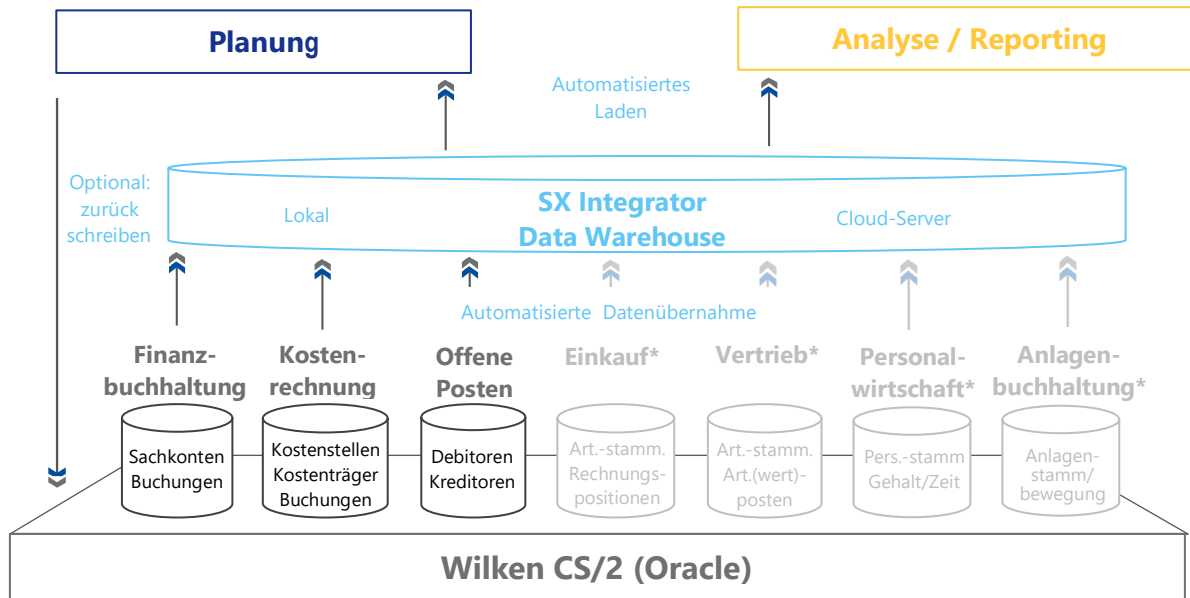 Planung
Analyse / Reporting
Automatisiertes
Laden
Optional:
zurück
schreiben
Lokal
SX Integrator
Data Warehouse
Cloud-Server
Automatisierte Datenübernahme
Finanz-
buchhaltung
Kosten-
rechnung
Offene
Posten
Einkauf*
Vertrieb*
Personal-
wirtschaft*
Anlagen-
buchhaltung*
Sachkonten
Buchungen
Kostenstellen
Kostenträger
Buchungen
Debitoren
Kreditoren
Art.-stamm.
Rechnungs-
positionen
Art.-stamm.
Art.(wert)-
posten
Pers.-stamm
Gehalt/Zeit
Anlagen-
stamm/
bewegung
Wilken CS/2 (Oracle)